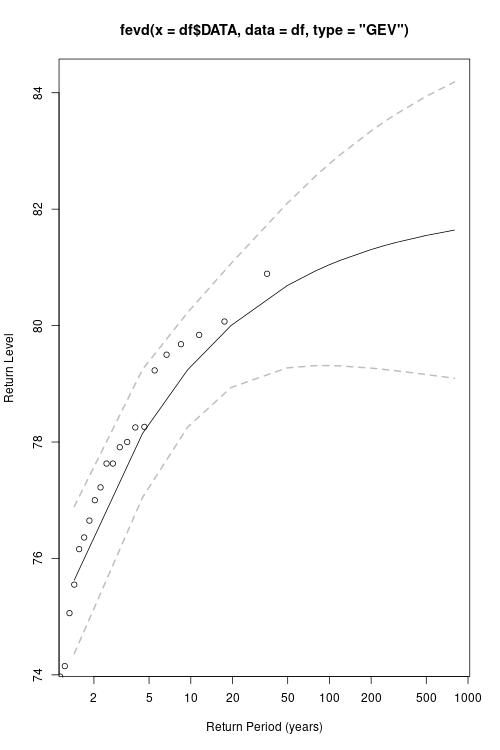 fevd(x = df$DATA, data = df, type = "GEV")
84
82
80
78
76
74
Return Level
2 5 10 20 50 100 200 500 1000
Return Period (years)